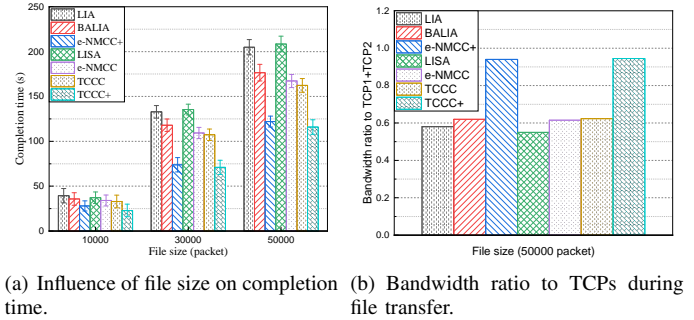 250
200
150
100
50
0
Completion time (s)
LIA
BALIA
e-NMCC+
LISA
e-NMCC
TCCC
TCCC+
10000
30000
50000
File size (packet)
1.2
1.0
0.8
0.6
0.4
0.2
0.0
Bandwidth ratio to TCP1+TCP2
LIA
BALIA
e-NMCC+
LISA
e-NMCC
TCCC
TCCC+
File size (50000 packet)
(a) Influence of file size on completion
time.
(b) Bandwidth ratio to TCPs during
file transfer.